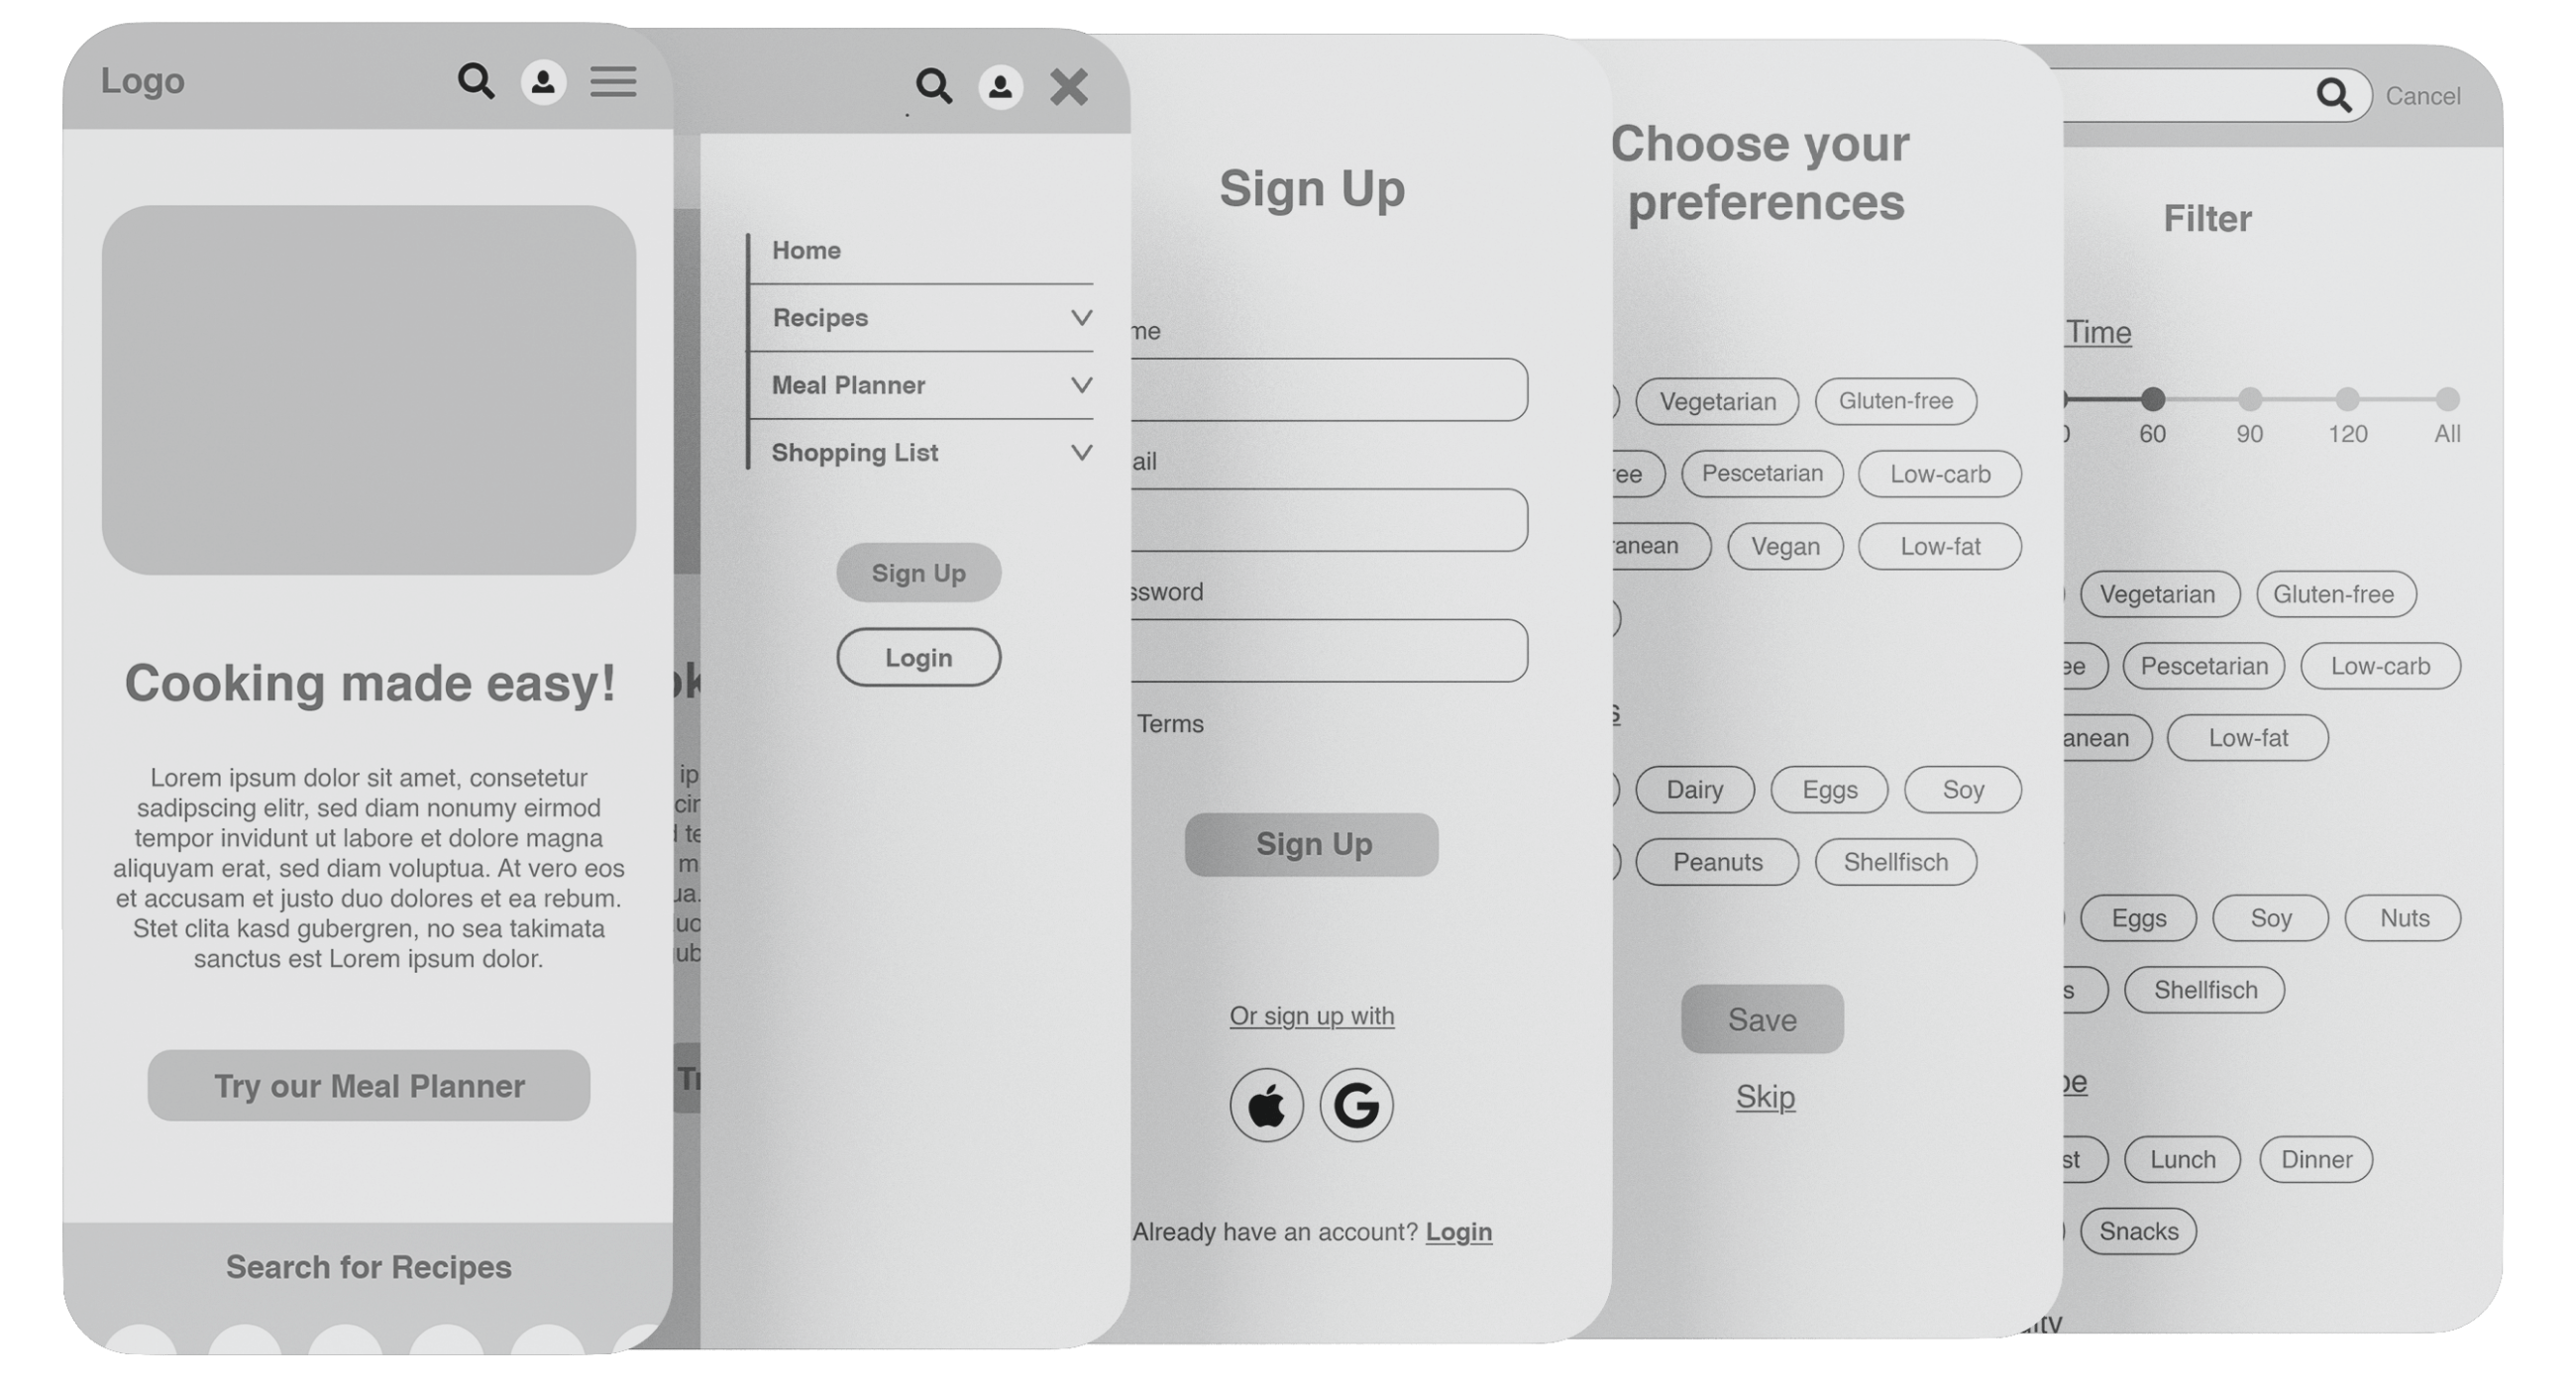 Logo
Cooking made easy!
Lorem ipsum dolor sit amet, consetetur
sadipscing elitr, sed diam nonumy eirmod
tempor invidunt ut labore et dolore magna
aliquyam erat, sed diam voluptua. At vero eos
et accusam et justo duo dolores et ea rebum.
Stet clita kasd gubergren, no sea takimata
sanctus est Lorem ipsum dolor.
Try our Meal Planner
Search for Recipes
Home
Recipes
Meal Planner
Shopping List
Sign Up
Login
Sign Up
me
ail
ssword
Terms
Sign Up
Or sign up with
G
Already have an account? Login
Choose your
preferences
Vegetarian Gluten-free
ree Pescetarian Low-carb
ranean Vegan Low-fat
s
Dairy Eggs Soy
Peanuts Shellfisch
Save
Skip
Cancel
Filter
Time
0 60 90 120 All
Vegetarian Gluten-free
ee Pescetarian Low-carb
anean Low-fat
Eggs Soy Nuts
s Shellfisch
pe
st Lunch Dinner
Snacks